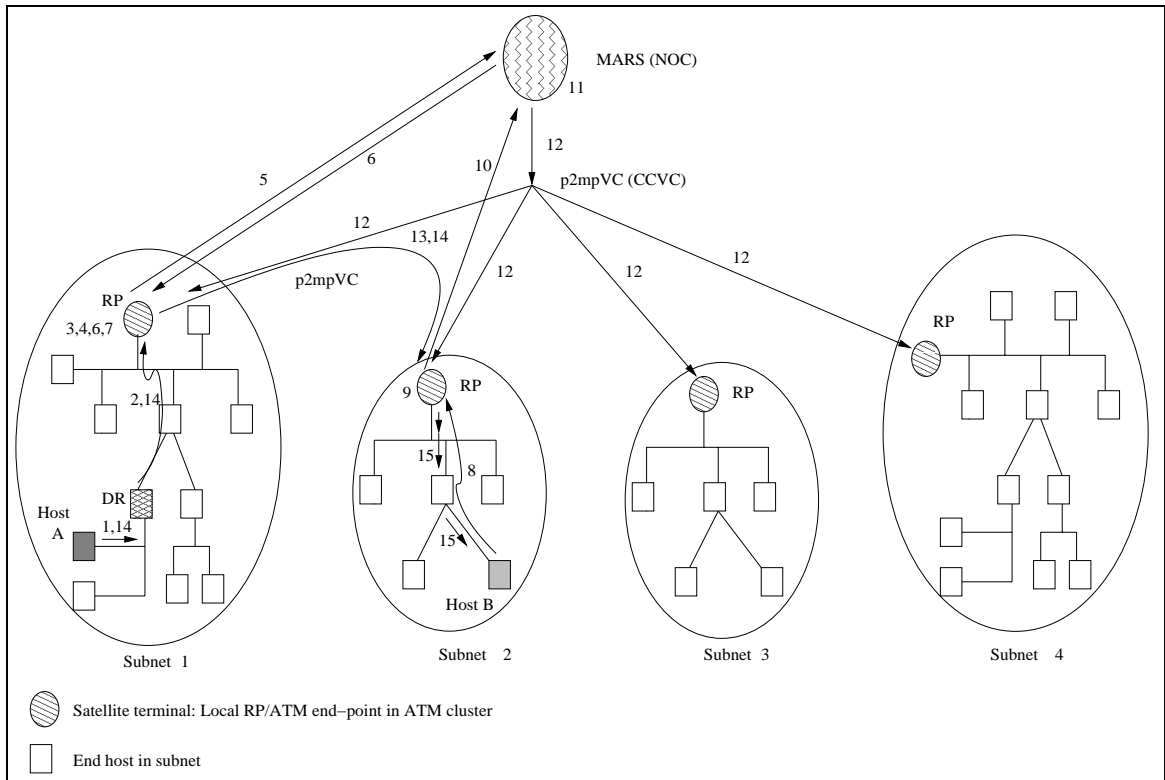 MARS (NOC)
11
12
5
6
10
p2mpVC (CCVC)
12
13,14
12
12
12
p2mpVC
RP
3,4,6,7
RP
9
RP
RP
2,14
15
8
DR
Host
A
1,14
15
Host B
Subnet 1
Subnet 2
Subnet 3
Subnet 4
Satellite terminal: Local RP/ATM end−point in ATM cluster
End host in subnet